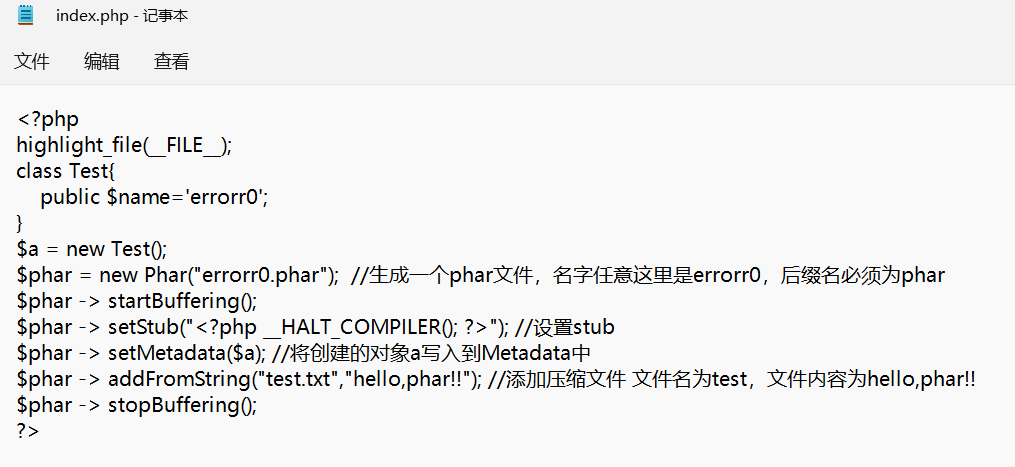 index.php - 记事本
文件 编辑 查看
<?php
highlight_file(__FILE__);
class Test{
    public $name='errorr0';
}
$a = new Test();
$phar = new Phar("errorr0.phar");  //生成一个phar文件，名字任意这里是errorr0，后缀名必须为phar
$phar -> startBuffering();
$phar -> setStub("<?php __HALT_COMPILER(); ?>"); //设置stub
$phar -> setMetadata($a); //将创建的对象a写入到Metadata中
$phar -> addFromString("test.txt","hello,phar!!"); //添加压缩文件 文件名为test，文件内容为hello,phar!!
$phar -> stopBuffering();
?>